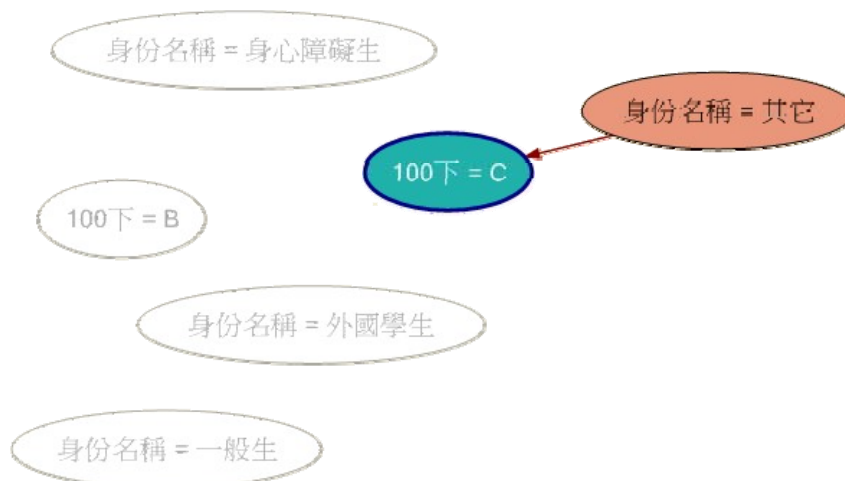 身份名稱 = 身心障礙生
身份名稱 = 其它
100下 = C
100下 = B
身份名稱 = 外國學生
身份名稱 = 一般生